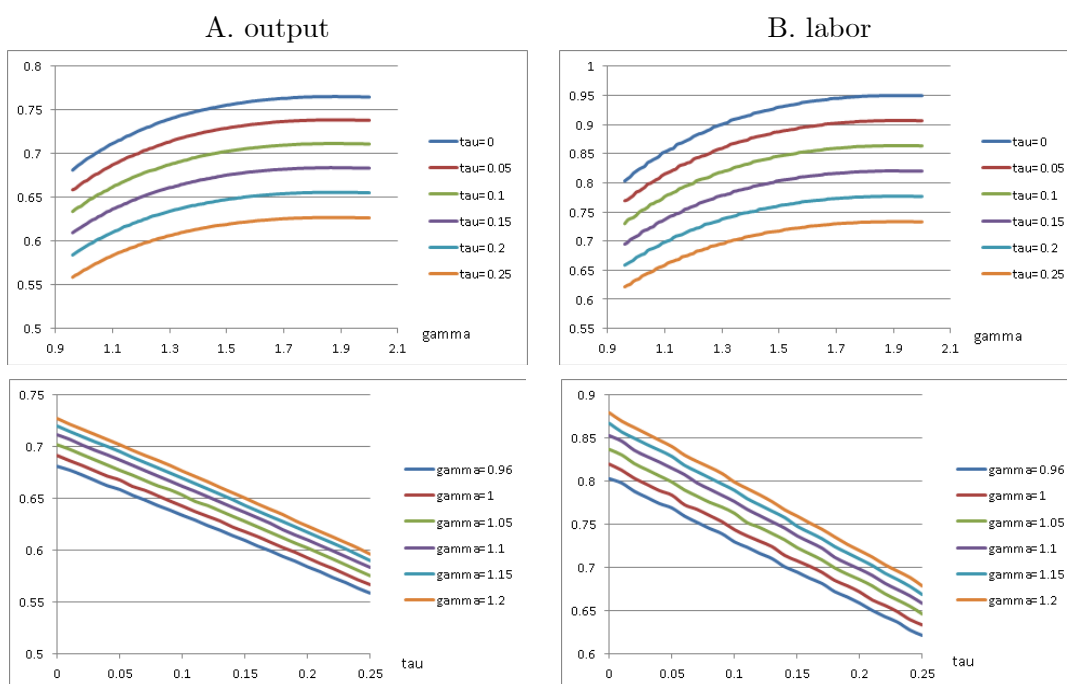 A. output
B. labor
0.8
0.75
0.7
0.65
0.6
0.55
0.5
0.9 1.1 1.3 1.5 1.7 1.9 2.1
gamma
tau=0
tau=0.05
tau=0.1
tau=0.15
tau=0.2
tau=0.25
1
0.95
0.9
0.85
0.8
0.75
0.7
0.65
0.6
0.55
0.9 1.1 1.3 1.5 1.7 1.9 2.1
gamma
tau=0
tau=0.05
tau=0.1
tau=0.15
tau=0.2
tau=0.25
0.75
0.7
0.65
0.6
0.55
0.5
0 0.05 0.1 0.15 0.2 0.25
tau
gamma=0.96
gamma=1
gamma=1.05
gamma=1.1
gamma=1.15
gamma=1.2
0.9
0.85
0.8
0.75
0.7
0.65
0.6
0 0.05 0.1 0.15 0.2 0.25
tau
gamma=0.96
gamma=1
gamma=1.05
gamma=1.1
gamma=1.15
gamma=1.2